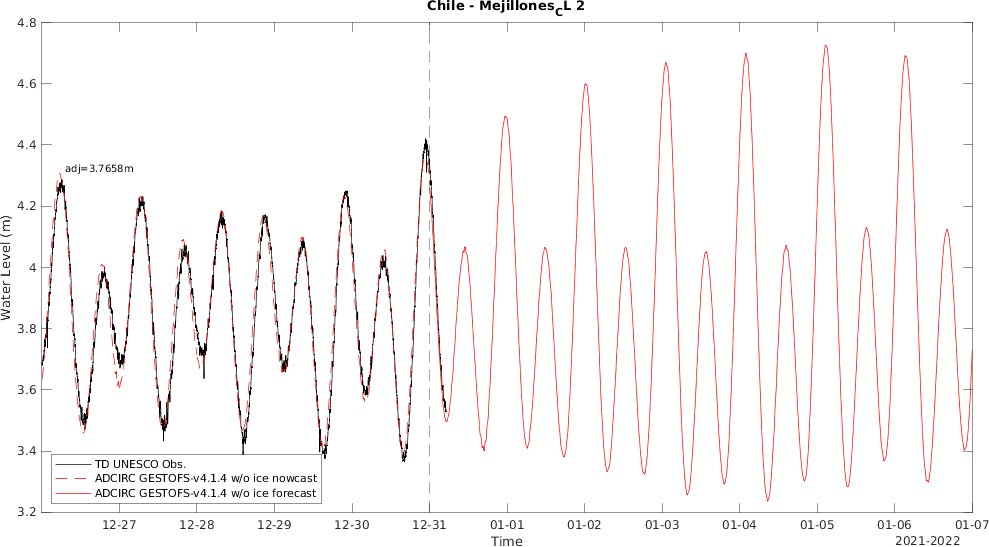 Chile - Mejillones_CL 2
4.8
4.6
4.4
4.2
4
3.8
3.6
3.4
3.2
Water Level (m)
adj=3.7658m
TD UNESCO Obs.
ADCIRC GESTOFS-v4.1.4 w/o ice nowcast
ADCIRC GESTOFS-v4.1.4 w/o ice forecast
12-27 12-28 12-29 12-30 12-31 01-01 01-02 01-03 01-04 01-05 01-06 01-07
Time
2021-2022